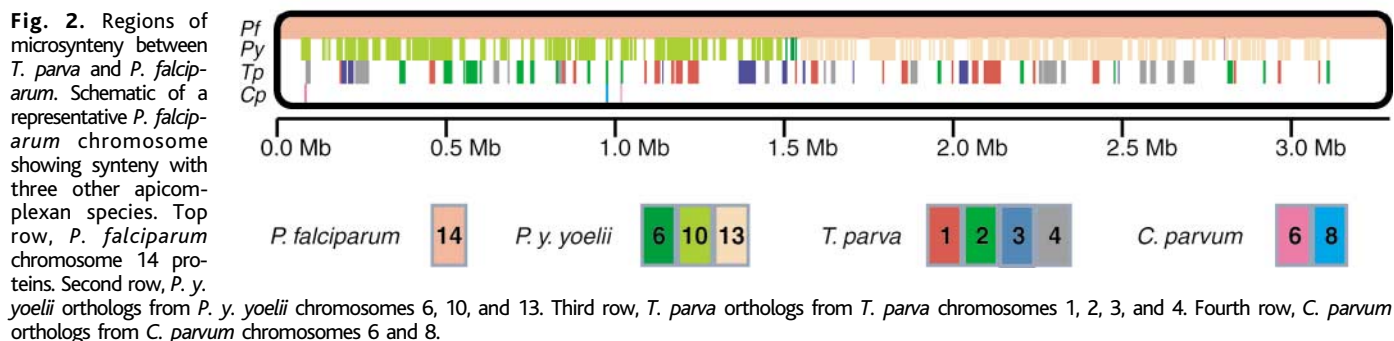 Fig. 2. Regions of
microsynteny between
T. parva and P. falcip-
arum. Schematic of a
representative P. falcip-
arum chromosome
showing synteny with
three other apicom-
plexan species. Top
row, P. falciparum
chromosome 14 pro-
teins. Second row, P. y.
yoelii orthologs from P. y. yoelii chromosomes 6, 10, and 13. Third row, T. parva orthologs from T. parva chromosomes 1, 2, 3, and 4. Fourth row, C. parvum
orthologs from C. parvum chromosomes 6 and 8.
Pf
Py
Tp
Cp
0.0 Mb 0.5 Mb 1.0 Mb 1.5 Mb 2.0 Mb 2.5 Mb 3.0 Mb
P. falciparum 14 P. y. yoelii 6 10 13 T. parva 1 2 3 4 C. parvum 6 8